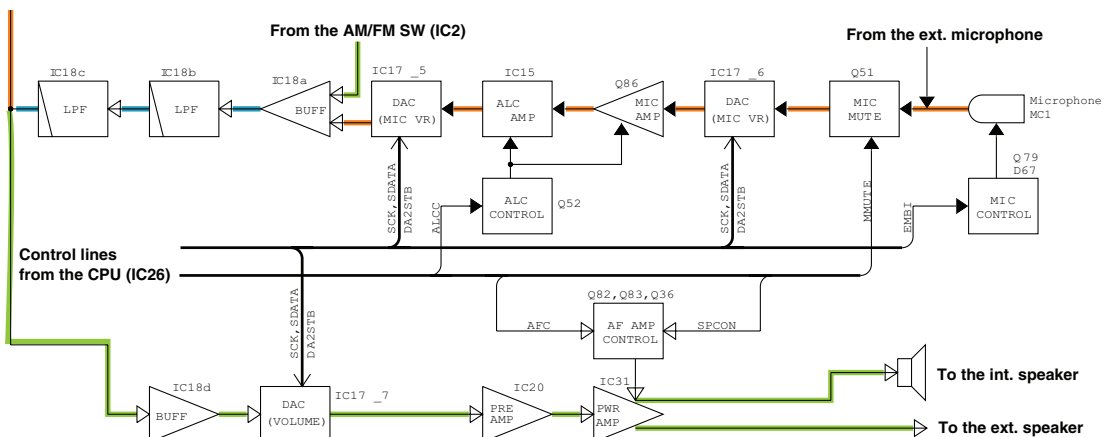 From the AM/FM SW (IC2)
From the ext. microphone
IC18c
IC18b
IC18a
IC17 _5
IC15
Q86
IC17 _6
Q51
LPF
LPF
BUFF
DAC
(MIC VR)
ALC
AMP
MIC
AMP
DAC
(MIC VR)
MIC
MUTE
Microphone
MC1
SCK,SDATA
DA2STB
ALCC
ALC
CONTROL
Q52
SCK,SDATA
DA2STB
MMUTE
EMBI
Q79
D67
MIC
CONTROL
Control lines
from the CPU (IC26)
SCK,SDATA
DA2STB
Q82,Q83,Q36
AFC
AF AMP
CONTROL
SPCON
IC18d
BUFF
DAC
(VOLUME)
IC17 _7
IC20
PRE
AMP
IC31
PWR
AMP
To the int. speaker
To the ext. speaker